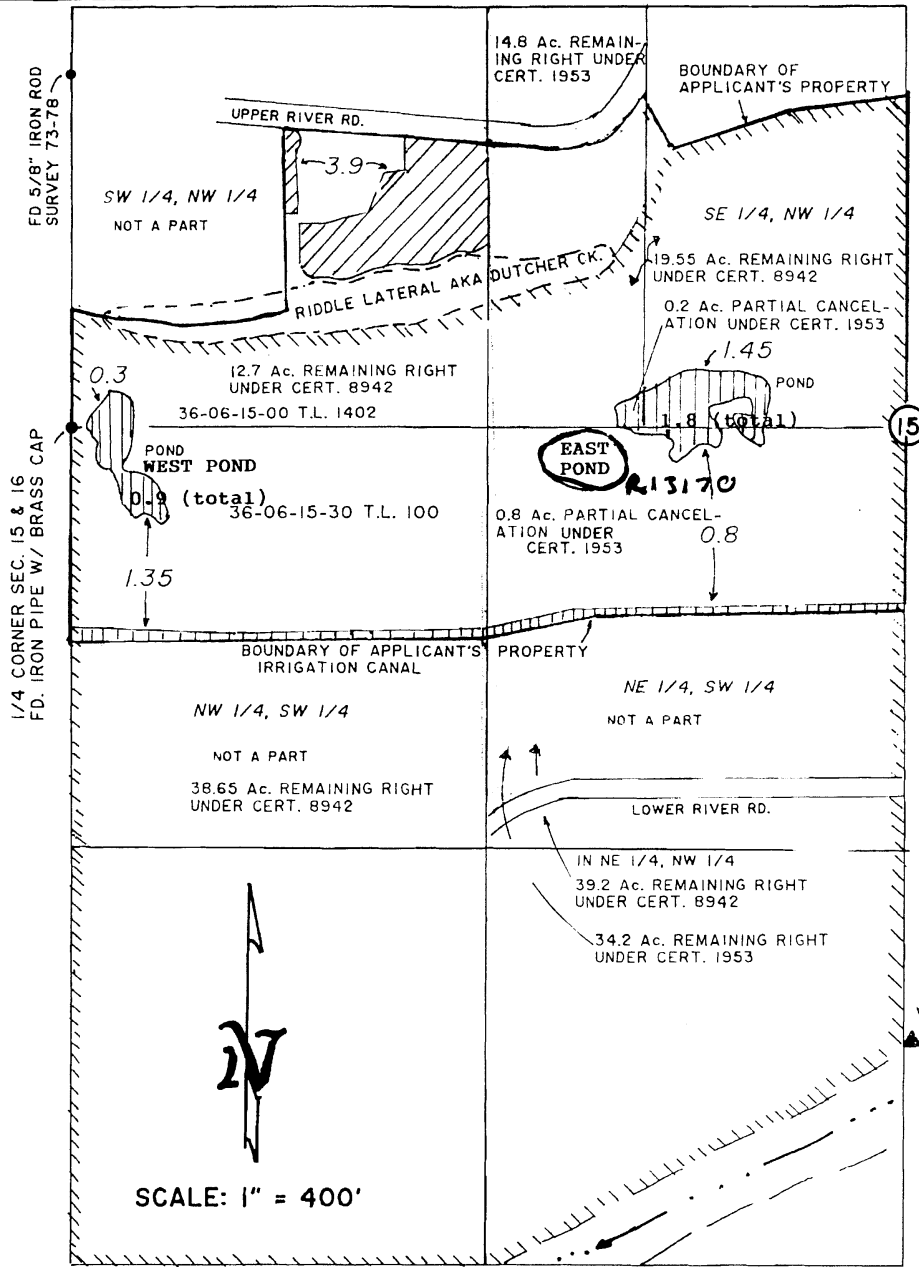 14.8 Ac. REMAIN-
ING RIGHT UNDER
CERT. 1953
BOUNDARY OF
APPLICANT'S PROPERTY
FD 5/8" IRON ROD
SURVEY 73-78
UPPER RIVER RD.
3.9
SW 1/4, NW 1/4
NOT A PART
SE 1/4, NW 1/4
RIDDLE LATERAL AKA DUTCHER CK.
19.55 Ac. REMAINING RIGHT
UNDER CERT. 8942
0.2 Ac. PARTIAL CANCEL-
ATION UNDER CERT. 1953
12.7 Ac. REMAINING RIGHT
UNDER CERT. 8942
36-06-15-00 T.L. 1402
0.3
1.45
POND
1.8 (total)
15
POND
WEST POND
0.9 (total)
36-06-15-30 T.L. 100
EAST
POND
R13170
0.8 Ac. PARTIAL CANCEL-
ATION UNDER
CERT. 1953
0.8
1.35
1/4 CORNER SEC. 15 & 16
FD. IRON PIPE W/ BRASS CAP
BOUNDARY OF APPLICANT'S PROPERTY
IRRIGATION CANAL
NW 1/4, SW 1/4
NOT A PART
38.65 Ac. REMAINING RIGHT
UNDER CERT. 8942
NE 1/4, SW 1/4
NOT A PART
LOWER RIVER RD.
IN NE 1/4, NW 1/4
39.2 Ac. REMAINING RIGHT
UNDER CERT. 8942
34.2 Ac. REMAINING RIGHT
UNDER CERT. 1953
N
SCALE: 1" = 400'